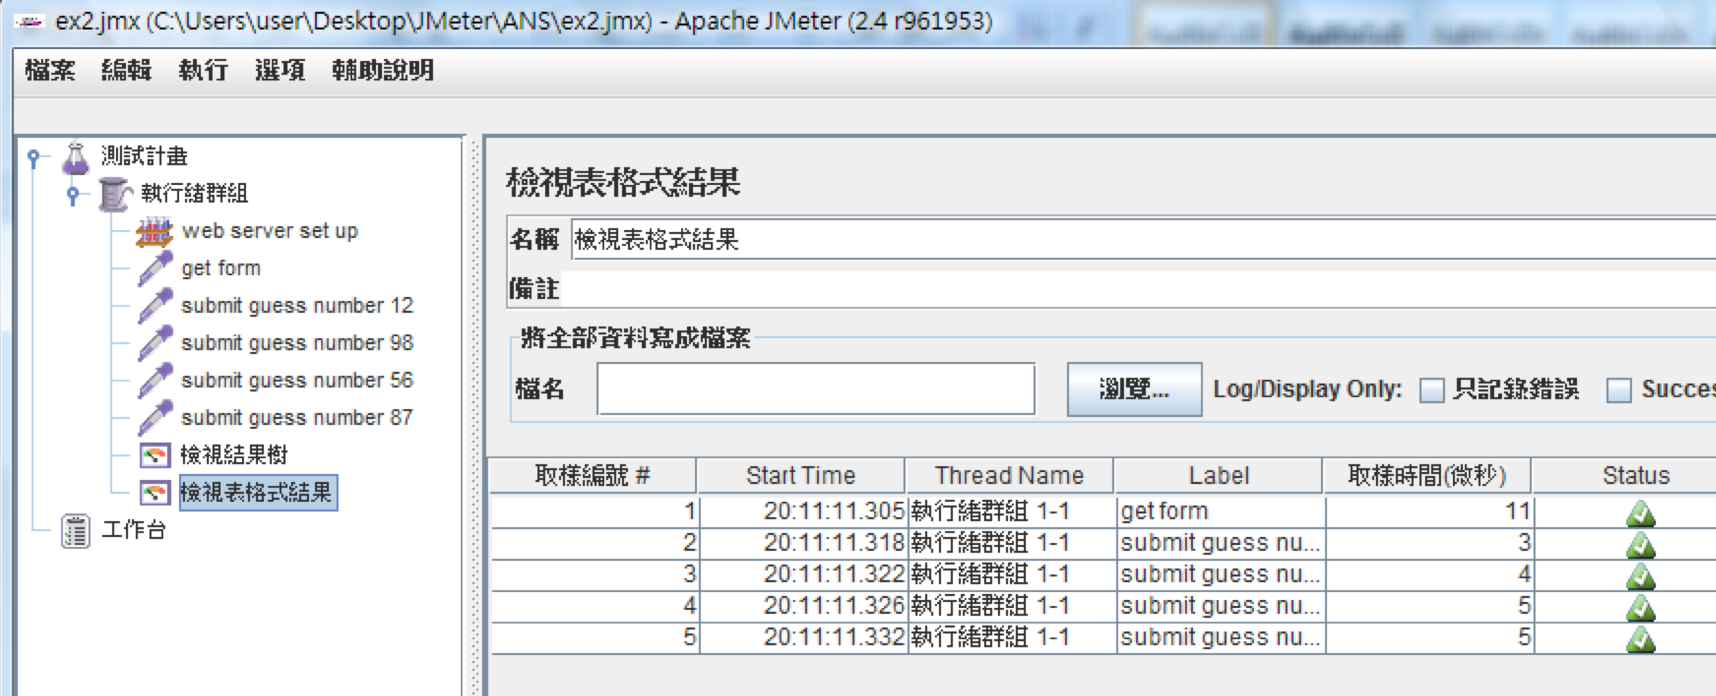 ex2.jmx (C:\Users\user\Desktop\JMeter\ANS\ex2.jmx) - Apache JMeter (2.4 r961953)
檔案 編輯 執行 選項 輔助說明
測試計畫
執行緒群組
web server set up
get form
submit guess number 12
submit guess number 98
submit guess number 56
submit guess number 87
檢視結果樹
檢視表格式結果
工作台
檢視表格式結果
名稱 檢視表格式結果
備註
將全部資料寫成檔案
檔名 瀏覽... Log/Display Only: 只記錄錯誤 Succes
取樣編號 # Start Time Thread Name Label 取樣時間(微秒) Status
1 20:11:11.305 執行緒群組 1-1 get form 11
2 20:11:11.318 執行緒群組 1-1 submit guess nu... 3
3 20:11:11.322 執行緒群組 1-1 submit guess nu... 4
4 20:11:11.326 執行緒群組 1-1 submit guess nu... 5
5 20:11:11.332 執行緒群組 1-1 submit guess nu... 5